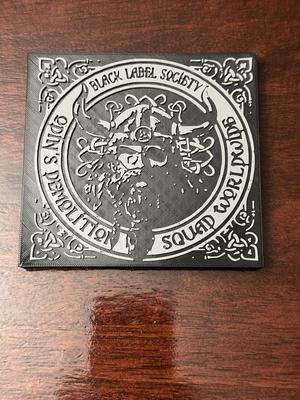 BLACK LABEL SOCIETY
ODIN'S DEMOLITION
SQUAD WORLDWIDE